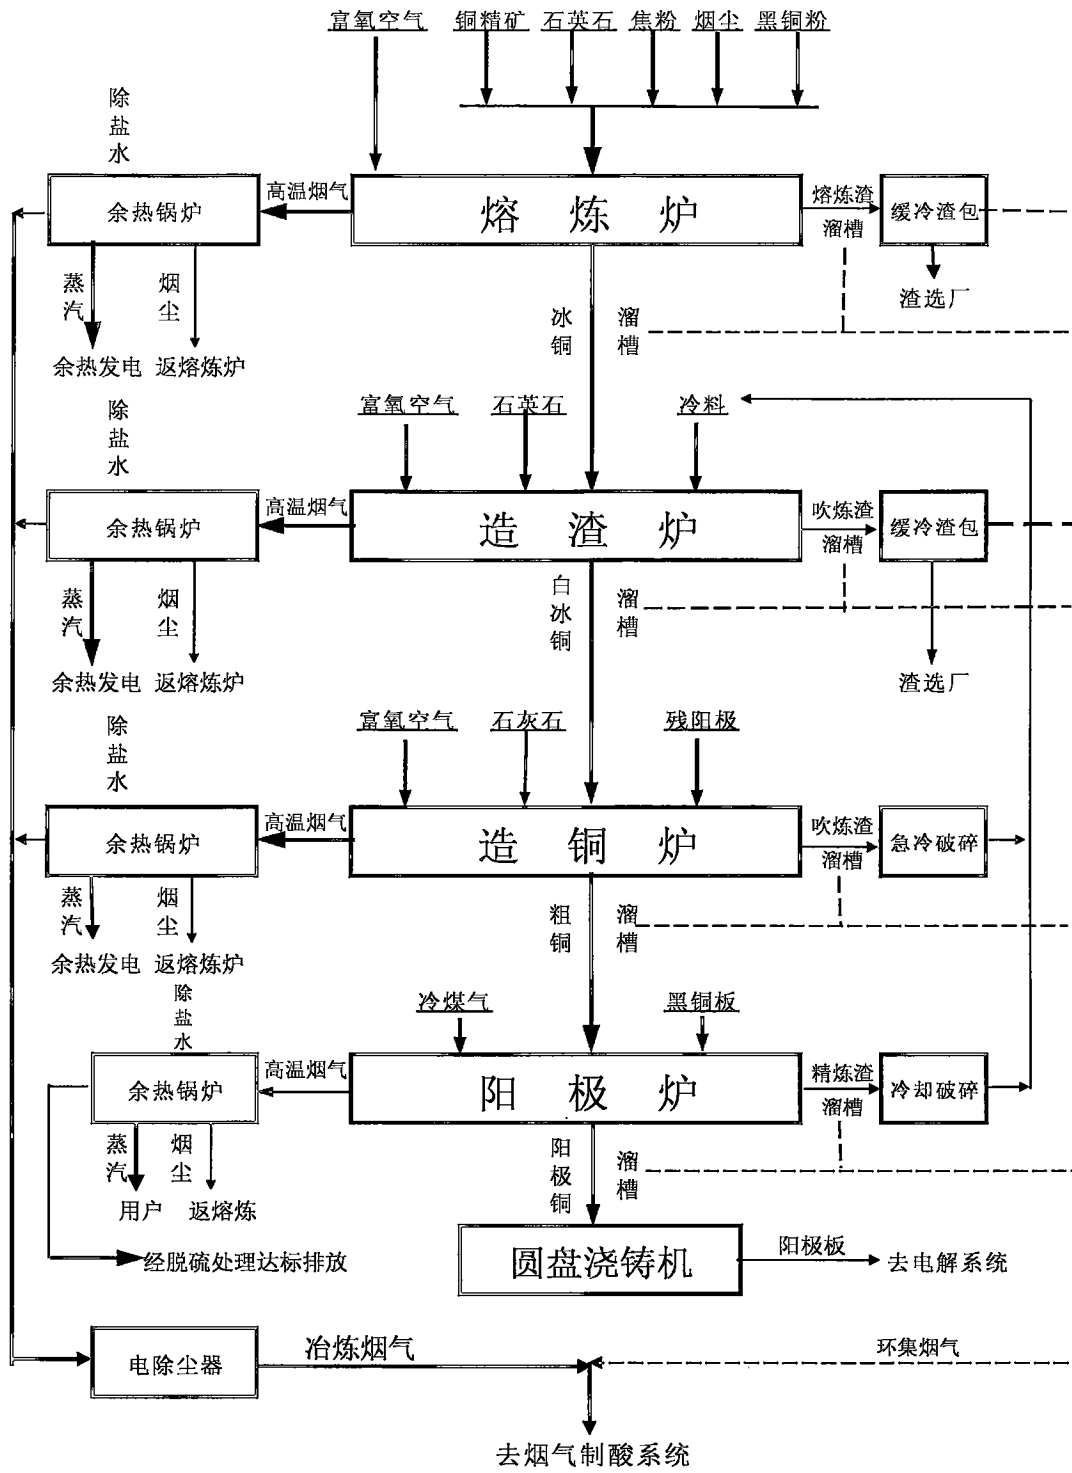 富氧空气 铜精矿 石英石 焦粉 烟尘 黑铜粉
除盐水
余热锅炉
高温烟气
熔炼炉
熔炼渣
溜槽
缓冷渣包
蒸汽
烟尘
冰铜
溜槽
渣选厂
余热发电 返熔炼炉
除盐水
富氧空气 石英石 冷料
余热锅炉
高温烟气
造渣炉
吹炼渣
溜槽
缓冷渣包
蒸汽
烟尘
白冰铜
溜槽
余热发电 返熔炼炉
渣选厂
除盐水
富氧空气 石灰石 残阳极
余热锅炉
高温烟气
造铜炉
吹炼渣
溜槽
急冷破碎
蒸汽
烟尘
粗铜
溜槽
余热发电 返熔炼炉
除盐水
冷煤气 黑铜板
余热锅炉
高温烟气
阳极炉
精炼渣
溜槽
冷却破碎
蒸汽
烟尘
阳极铜
溜槽
用户 返熔炼
经脱硫处理达标排放
圆盘浇铸机
阳极板
去电解系统
电除尘器
冶炼烟气
环集烟气
去烟气制酸系统